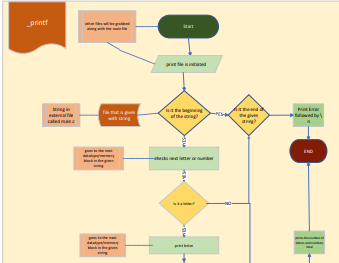 _printf
other files will be grabbed
along with the main file
Start
print file is initiated
String in
external file
called main.c
file that is given
with string
Is it the beginning
of the string?
YES
Is it the end of
the given
string?
Print Error
followed by \
n
END
goes to the next
datatype/memory
block in the given
string
checks next letter or number
Is it a letter?
NO
goes to the next
datatype/memory
block in the given
string
print letter